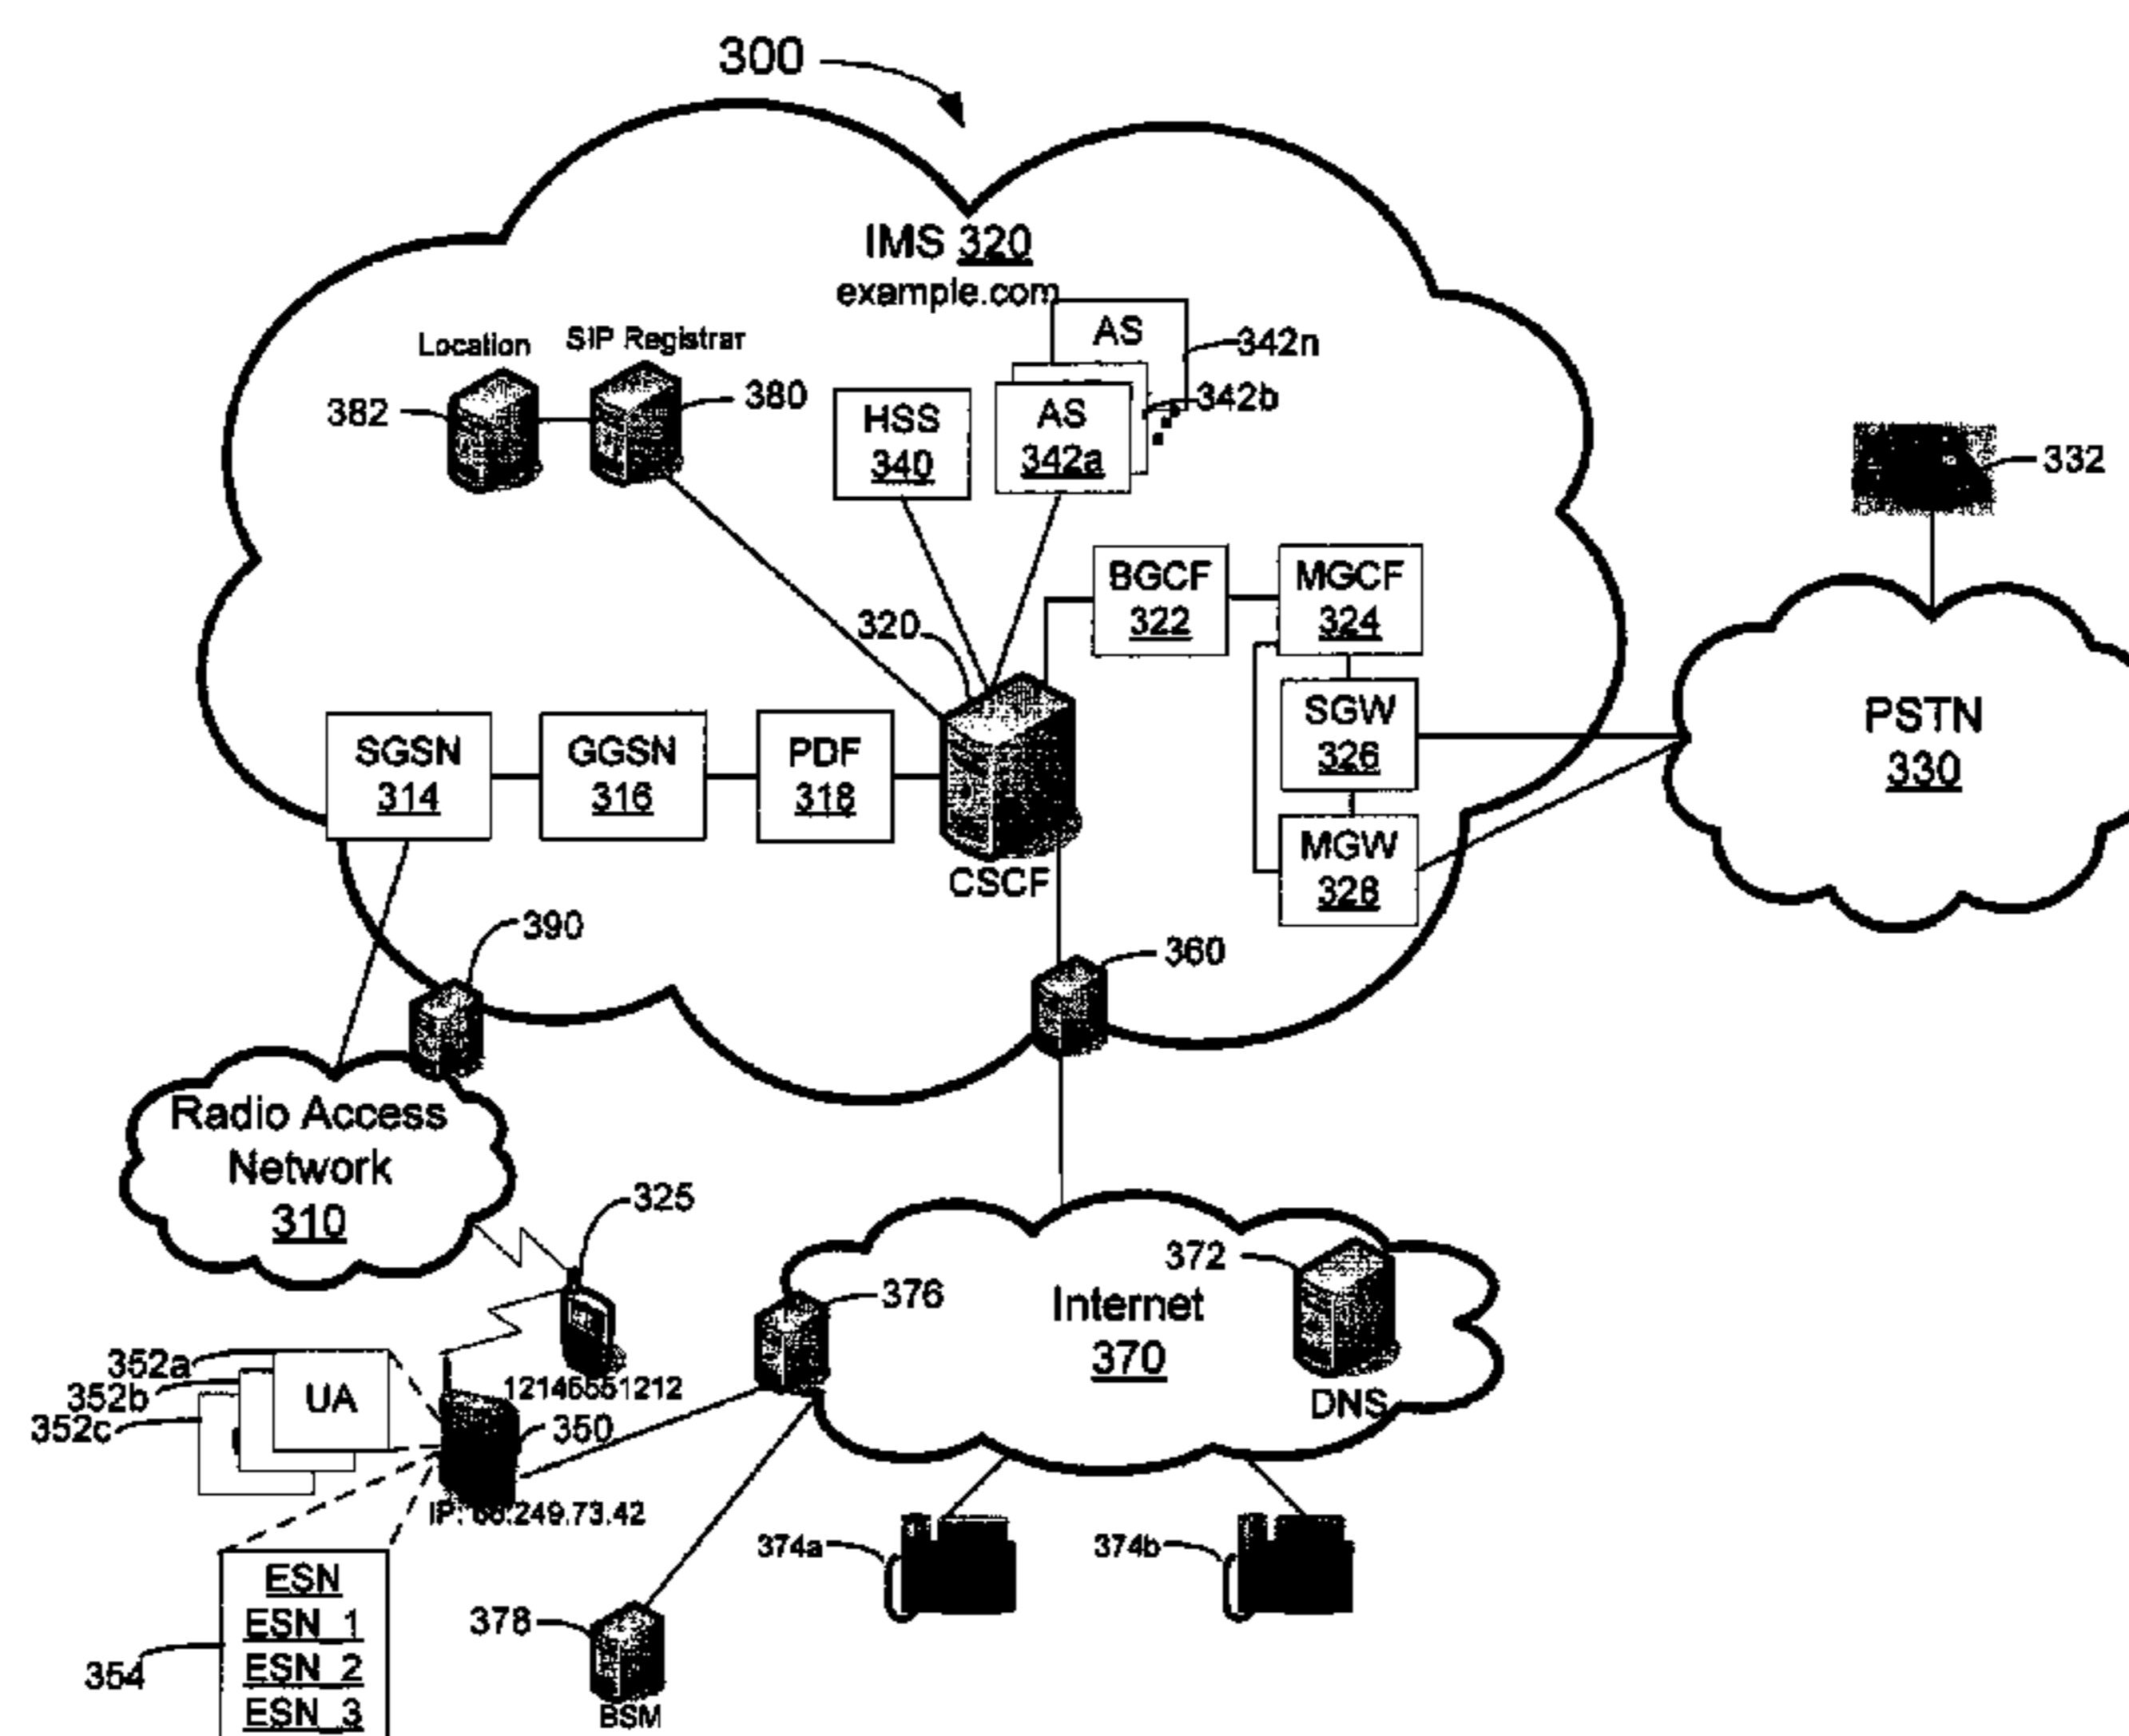 300
IMS 320
example.com
Location
SIP Registrar
382
380
HSS
340
AS
342n
342b
AS
342a
332
BGCF
322
MGCF
324
320
SGW
326
PSTN
330
SGSN
314
GGSN
316
PDF
318
MGW
328
CSCF
390
360
Radio Access
Network
310
325
12145551212
376
372
Internet
370
DNS
352a
352b
352c
UA
350
374a
374b
ESN
ESN_1
ESN_2
ESN_3
354
378
BSM